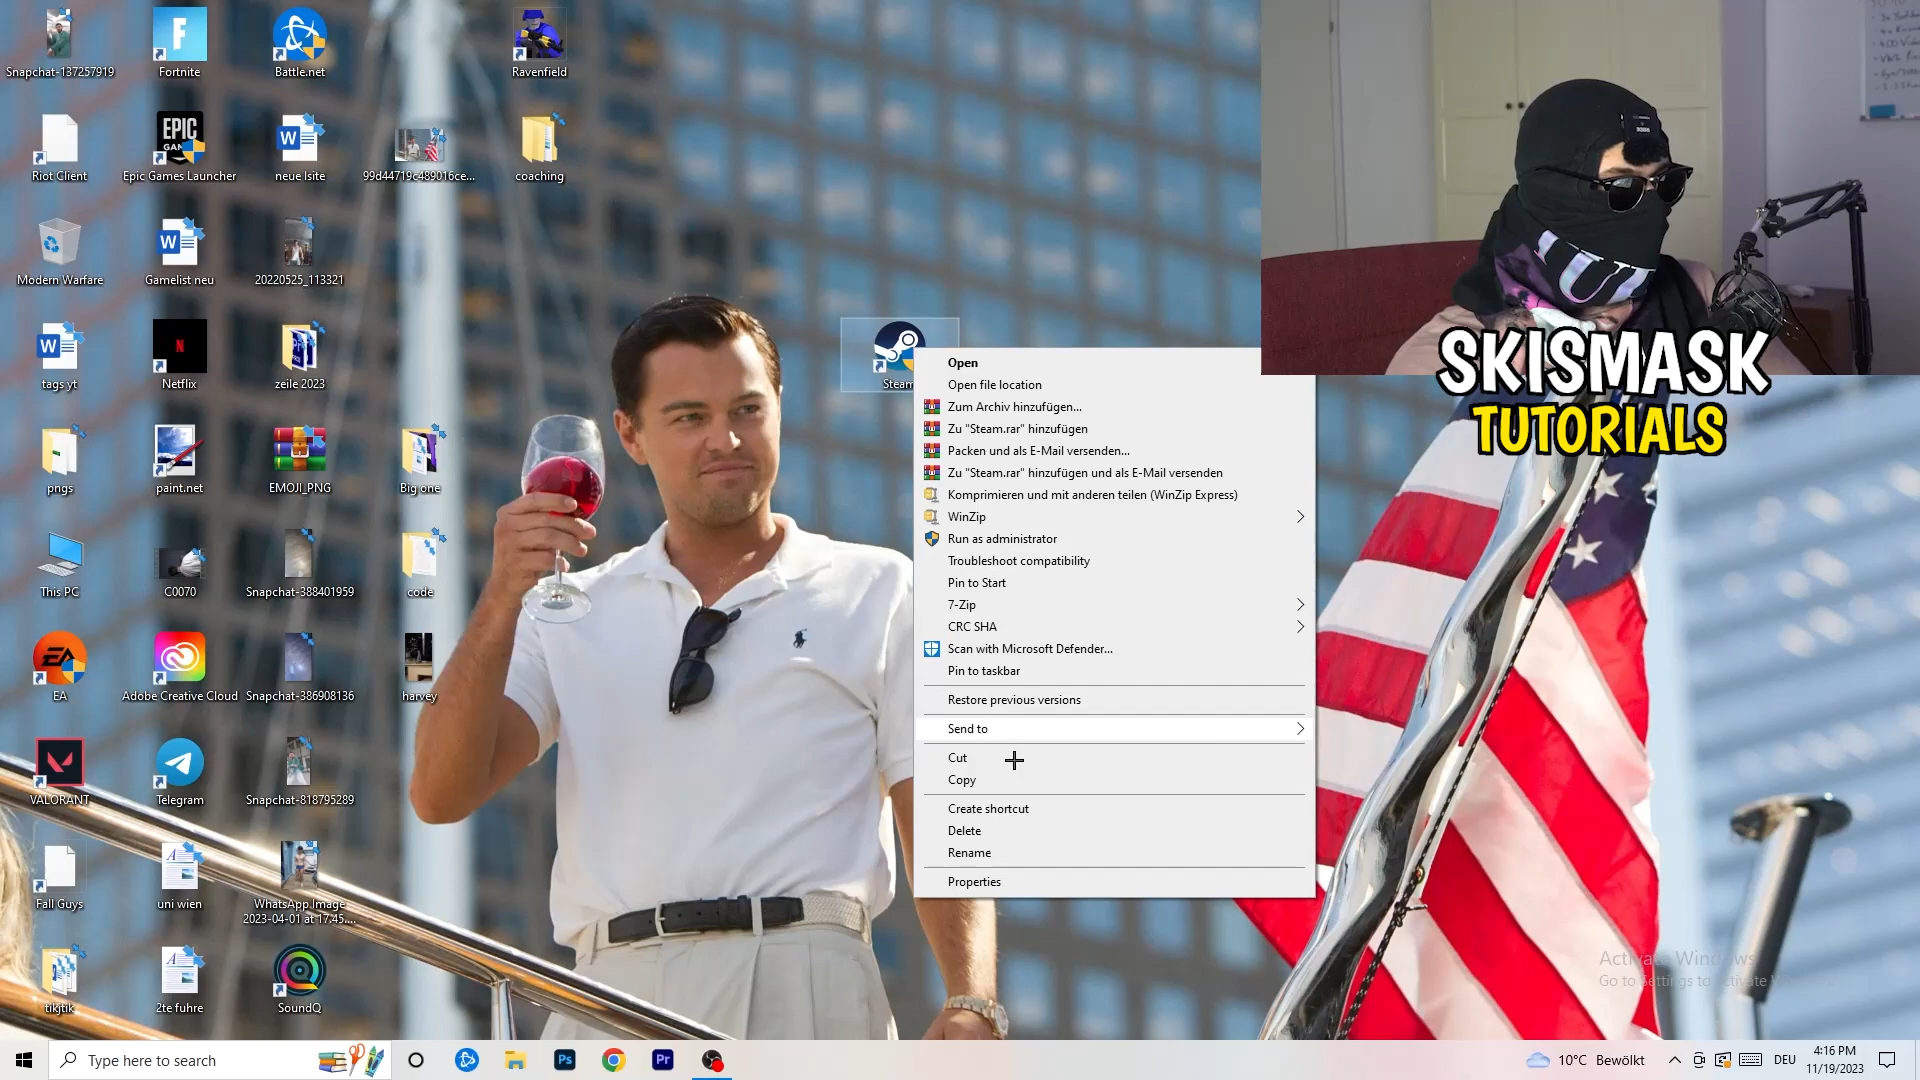 Snapchat-137257919
Fortnite
Battle.net
Ravenfield
Riot Client
EPIC
Epic Games Launcher
neue lsite
99d44719c489016ce...
coaching
Modern Warfare
Gamelist neu
20220525_113321
tags yt
Netflix
zeile 2023
Steam
pngs
paint.net
EMOJI_PNG
Big one
This PC
C0070
Snapchat-388401959
code
EA
Adobe Creative Cloud
Snapchat-386908136
harvey
VALORANT
Telegram
Snapchat-818795289
Fall Guys
uni wien
WhatsApp Image
2023-04-01 at 17.45....
tiktjtik
2te fuhre
SoundQ
Open
Open file location
Zum Archiv hinzufügen...
Zu "Steam.rar" hinzufügen
Packen und als E-Mail versenden...
Zu "Steam.rar" hinzufügen und als E-Mail versenden
Komprimieren und mit anderen teilen (WinZip Express)
WinZip
Run as administrator
Troubleshoot compatibility
Pin to Start
7-Zip
CRC SHA
Scan with Microsoft Defender...
Pin to taskbar
Restore previous versions
Send to
Cut
Copy
Create shortcut
Delete
Rename
Properties
SKISMASK
TUTORIALS
Activate Windows
Go to Settings to activate
Type here to search
Ps
Pr
10°C Bewölkt
DEU
4:16 PM
11/19/2023